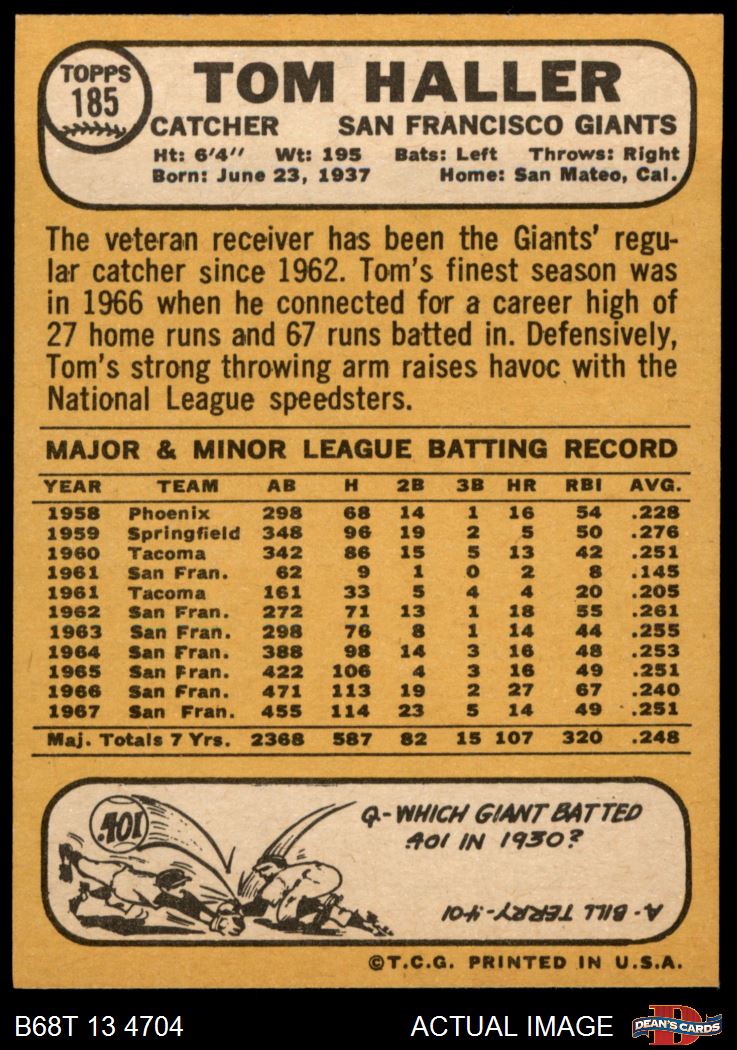 TOPPS
185
TOM HALLER
CATCHER SAN FRANCISCO GIANTS
Ht: 6'4" Wt: 195 Bats: Left Throws: Right
Born: June 23, 1937 Home: San Mateo, Cal.
The veteran receiver has been the Giants' regu-
lar catcher since 1962. Tom's finest season was
in 1966 when he connected for a career high of
27 home runs and 67 runs batted in. Defensively,
Tom's strong throwing arm raises havoc with the
National League speedsters.
MAJOR & MINOR LEAGUE BATTING RECORD
YEAR TEAM AB H 2B 3B HR RBI AVG.
1958 Phoenix 298 68 14 1 16 54 .228
1959 Springfield 348 96 19 2 5 50 .276
1960 Tacoma 342 86 15 5 13 42 .251
1961 San Fran. 62 9 1 0 2 8 .145
1961 Tacoma 161 33 5 4 4 20 .205
1962 San Fran. 272 71 13 1 18 55 .261
1963 San Fran. 298 76 8 1 14 44 .255
1964 San Fran. 388 98 14 3 16 48 .253
1965 San Fran. 422 106 4 3 16 49 .251
1966 San Fran. 471 113 19 2 27 67 .240
1967 San Fran. 455 114 23 5 14 49 .251
Maj. Totals 7 Yrs. 2368 587 82 15 107 320 .248
.401
Q-WHICH GIANT BATTED
.401 IN 1930?
A-BILL TERRY-.401
©T.C.G. PRINTED IN U.S.A.
B68T 13 4704 ACTUAL IMAGE
DEAN'S CARDS